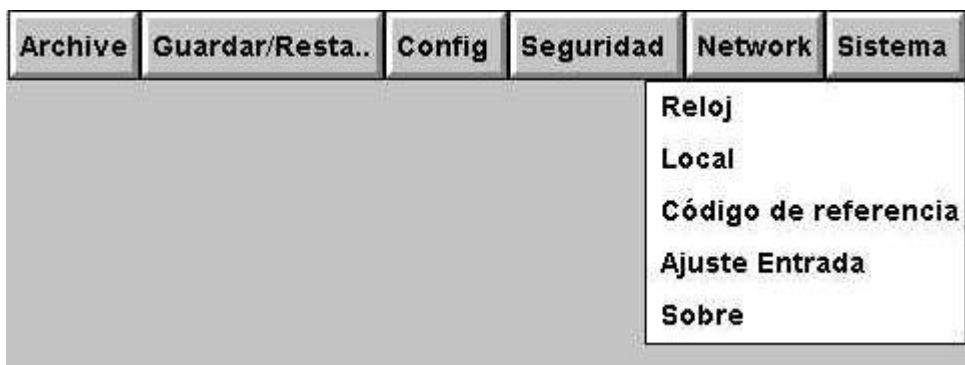 Archive Guardar/Resta.. Config Seguridad Network Sistema
Reloj
Local
Código de referencia
Ajuste Entrada
Sobre